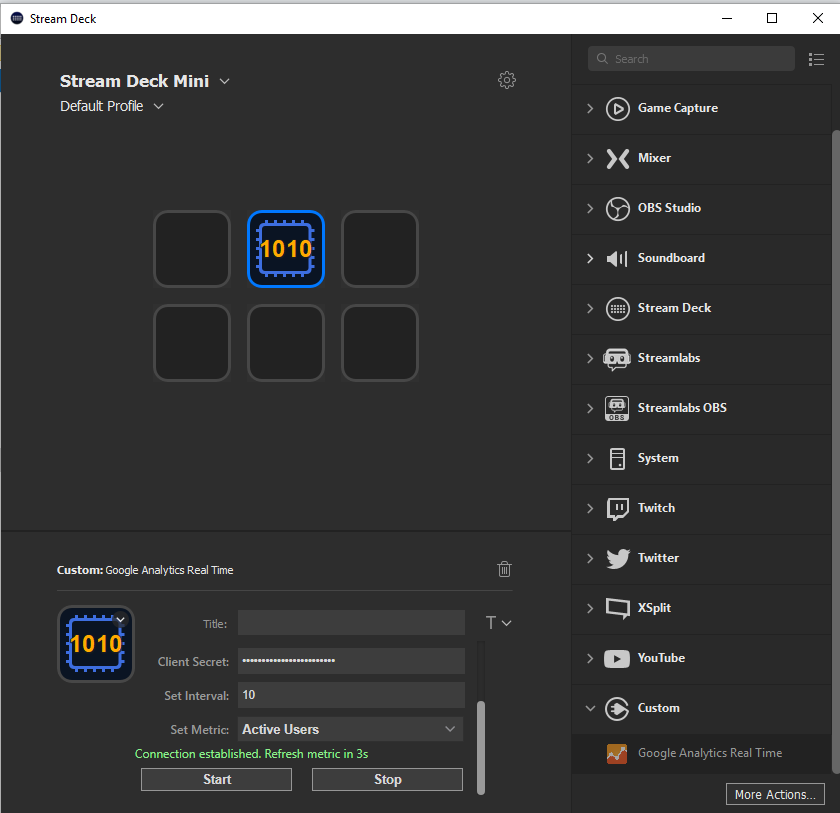 Stream Deck
Stream Deck Mini
Default Profile
1010
Custom: Google Analytics Real Time
1010
Title:
T
Client Secret: ••••••••••••••••••••••••
Set Interval: 10
Set Metric: Active Users
Connection established. Refresh metric in 3s
Start Stop
Search
Game Capture
Mixer
OBS Studio
Soundboard
Stream Deck
Streamlabs
OBS
Streamlabs OBS
System
Twitch
Twitter
XSplit
YouTube
Custom
Google Analytics Real Time
More Actions...